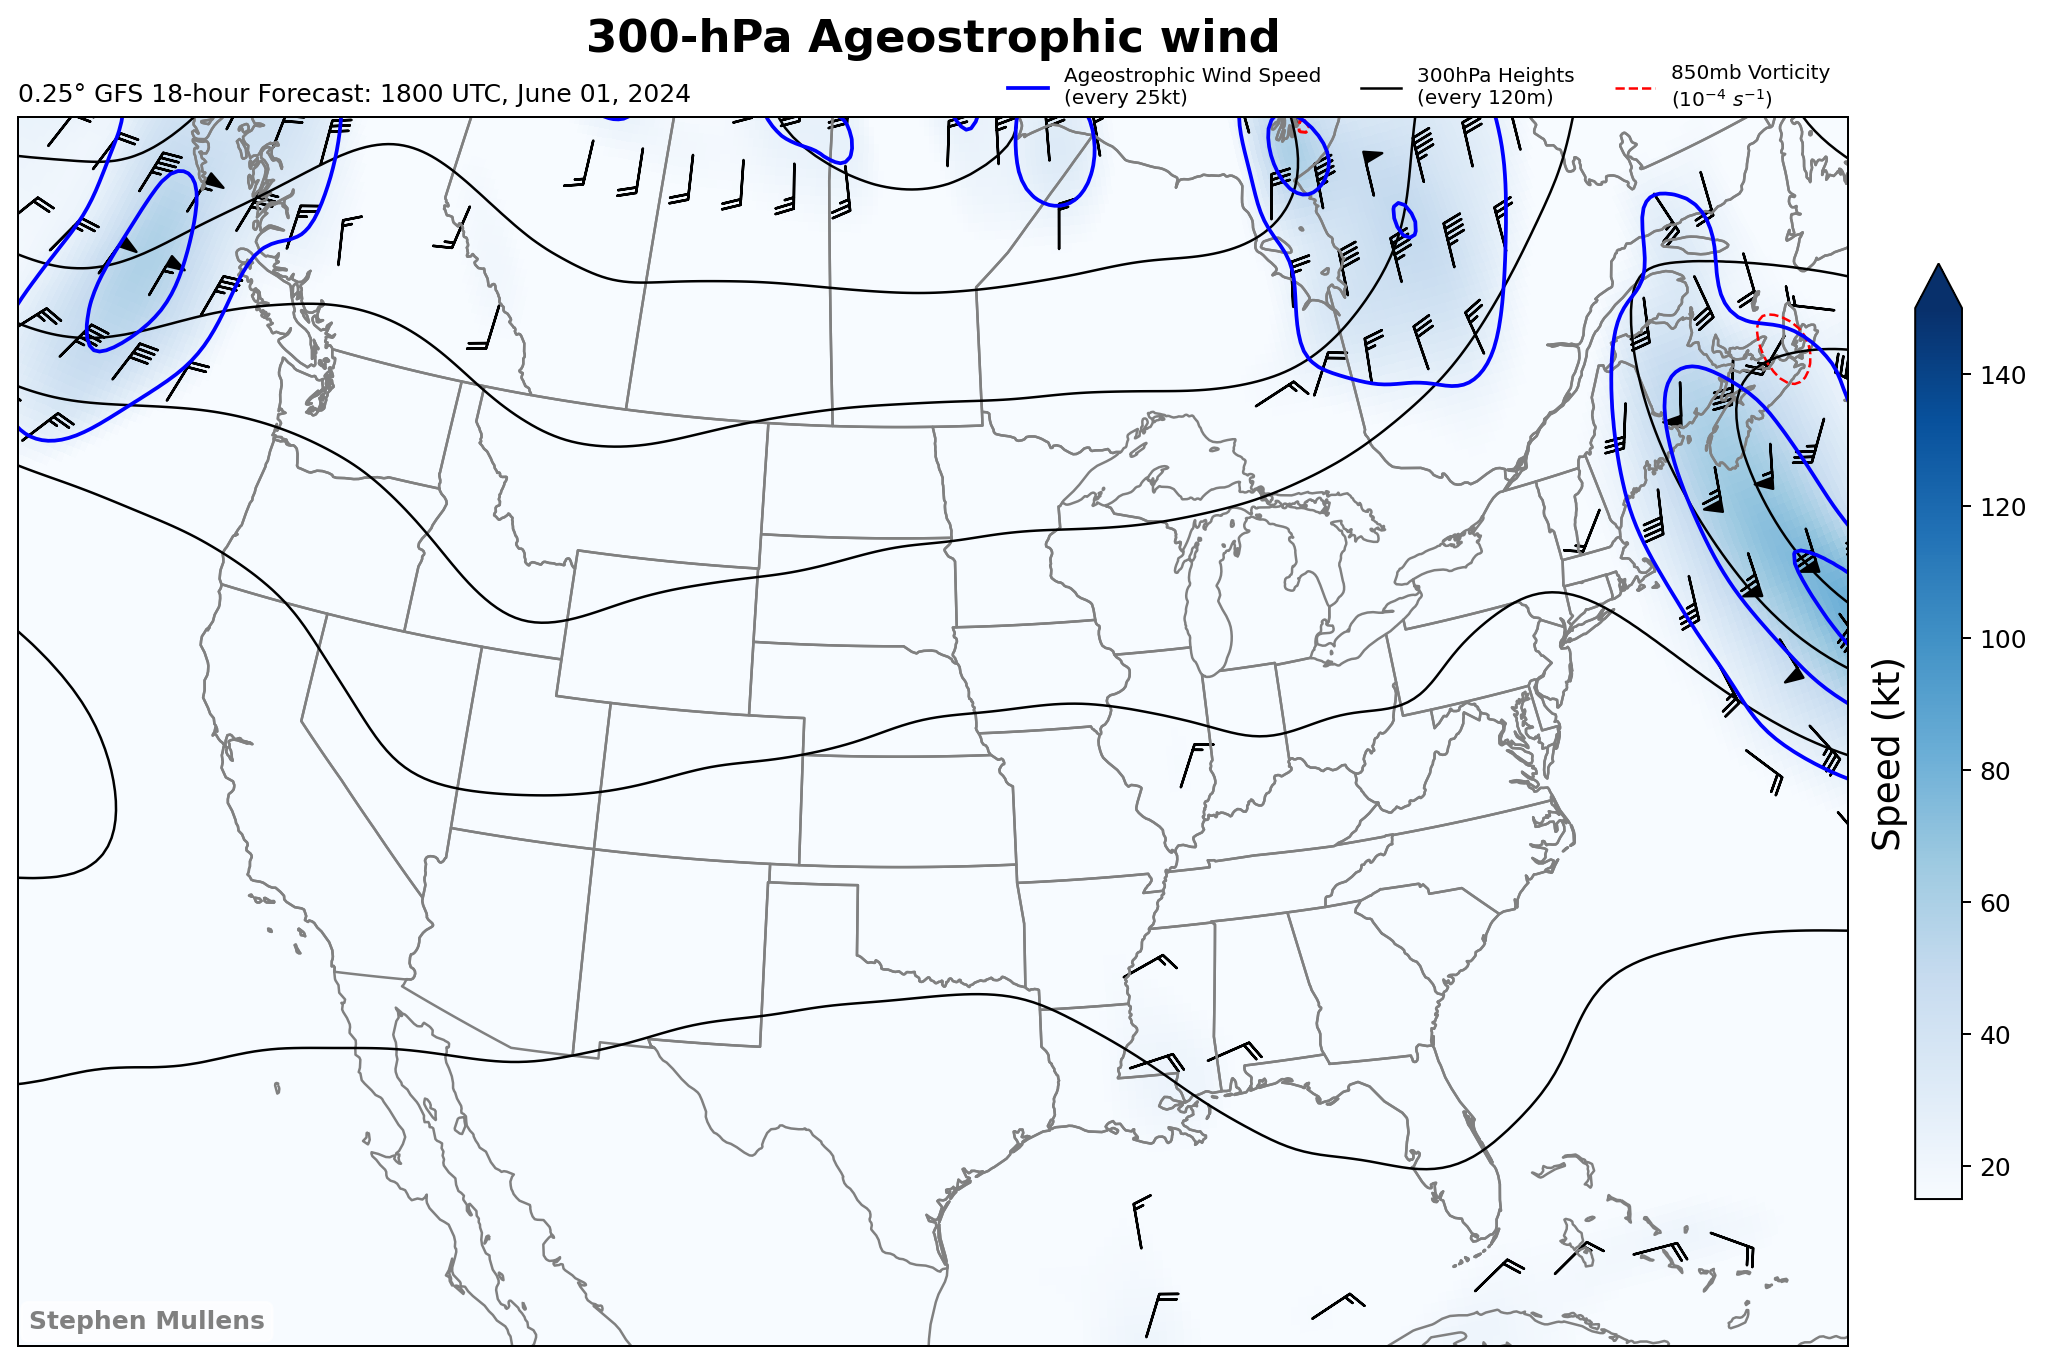 300-hPa Ageostrophic wind
0.25° GFS 18-hour Forecast: 1800 UTC, June 01, 2024
Ageostrophic Wind Speed
(every 25kt)
300hPa Heights
(every 120m)
850mb Vorticity
(10⁻⁴ s⁻¹)
140
120
100
80
60
40
20
Speed (kt)
Stephen Mullens